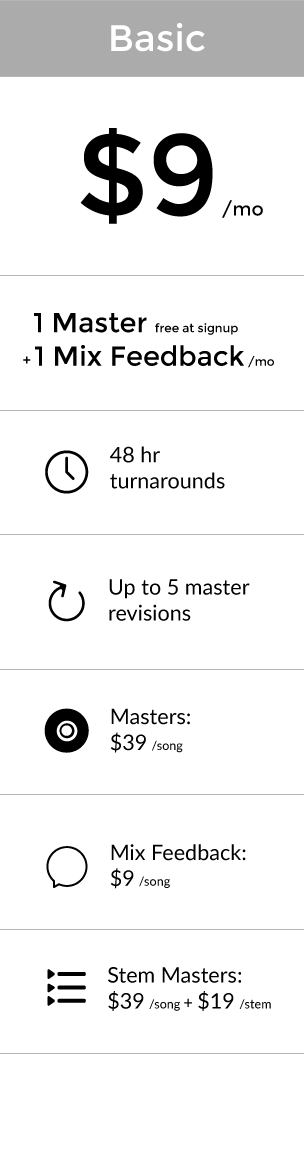 Basic
$9 /mo
1 Master free at signup
+1 Mix Feedback /mo
48 hr
turnarounds
Up to 5 master
revisions
Masters:
$39 /song
Mix Feedback:
$9 /song
Stem Masters:
$39 /song + $19 /stem